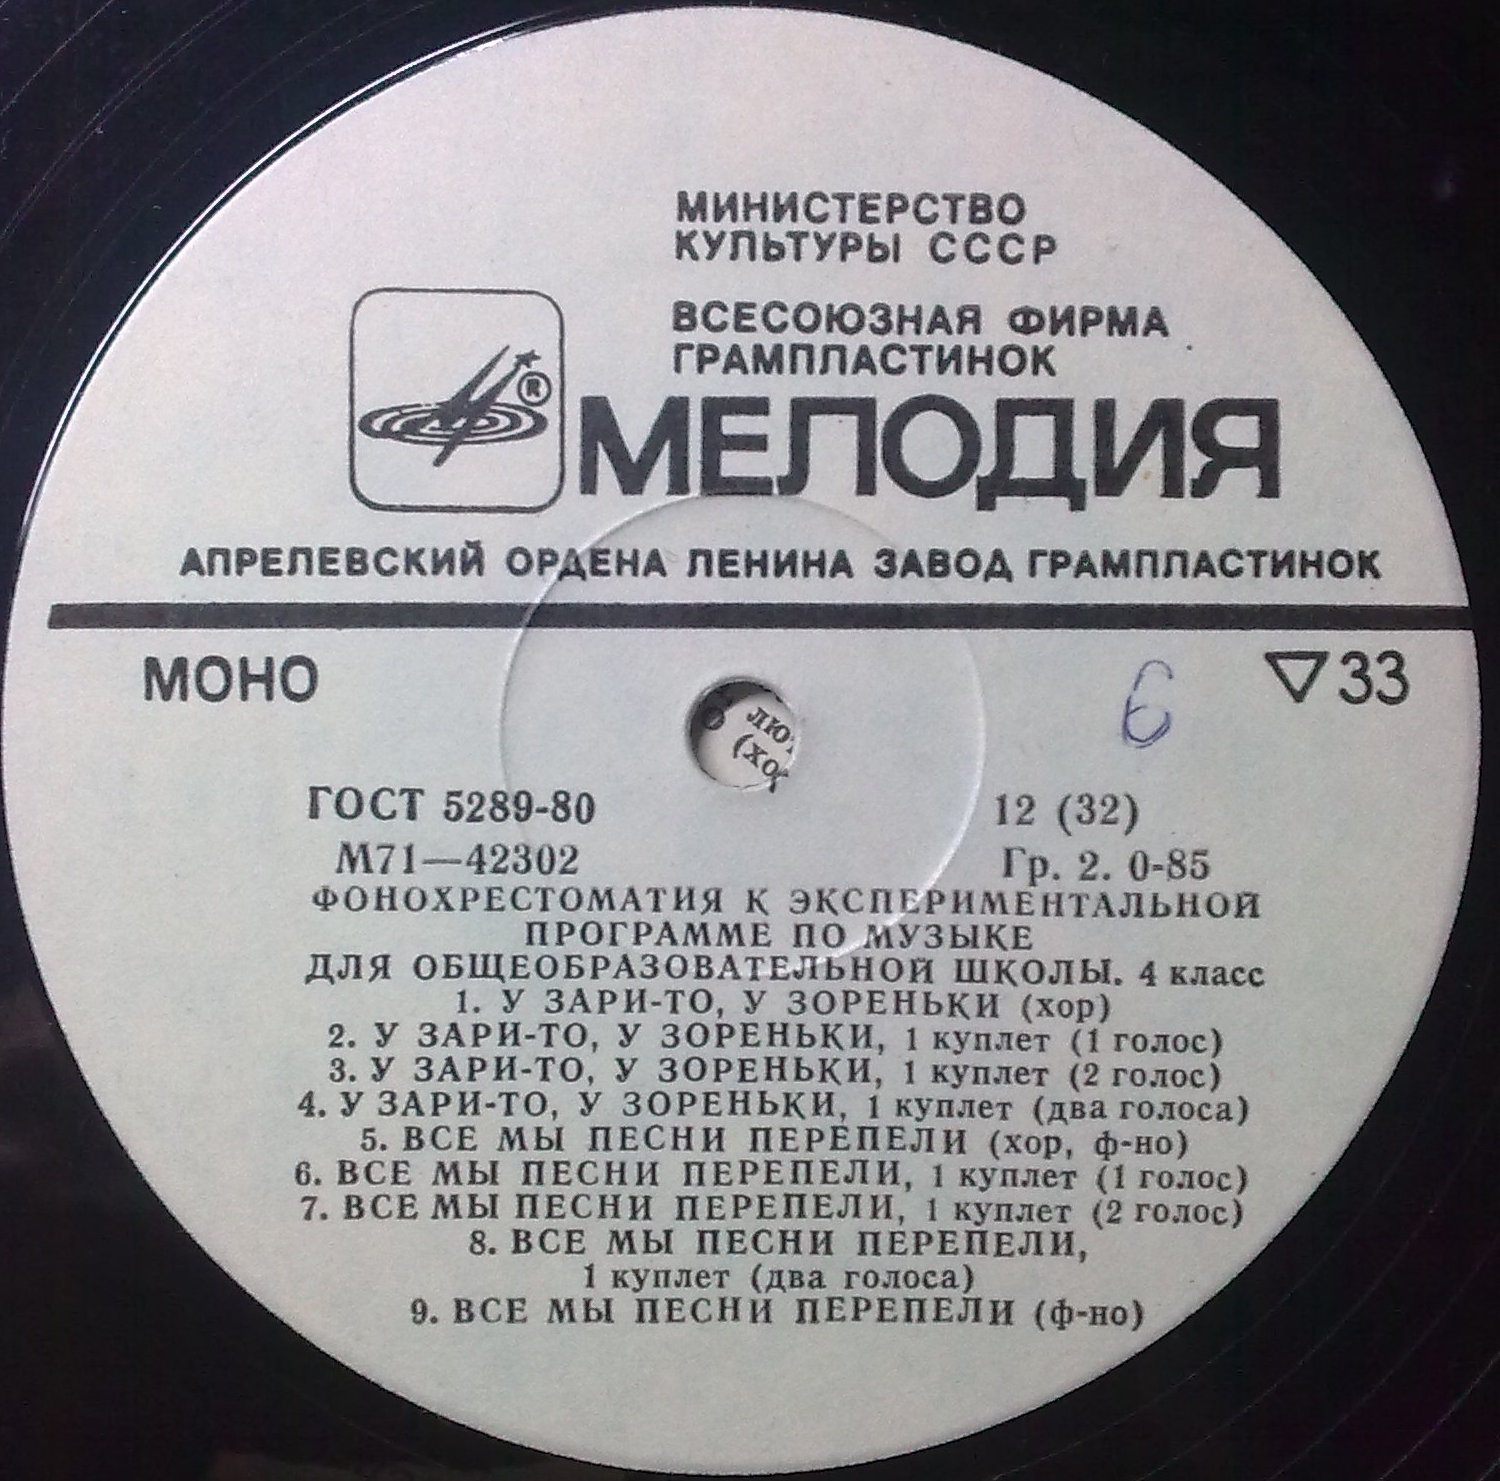 МИНИСТЕРСТВО
КУЛЬТУРЫ СССР
ВСЕСОЮЗНАЯ ФИРМА
ГРАМПЛАСТИНОК
®
МЕЛОДИЯ
АПРЕЛЕВСКИЙ ОРДЕНА ЛЕНИНА ЗАВОД ГРАМПЛАСТИНОК
МОНО
6
▽33
ГОСТ 5289-80 12 (32)
М71—42302 Гр. 2. 0-85
ФОНОХРЕСТОМАТИЯ К ЭКСПЕРИМЕНТАЛЬНОЙ
ПРОГРАММЕ ПО МУЗЫКЕ
ДЛЯ ОБЩЕОБРАЗОВАТЕЛЬНОЙ ШКОЛЫ. 4 класс
1. У ЗАРИ-ТО, У ЗОРЕНЬКИ (хор)
2. У ЗАРИ-ТО, У ЗОРЕНЬКИ, 1 куплет (1 голос)
3. У ЗАРИ-ТО, У ЗОРЕНЬКИ, 1 куплет (2 голос)
4. У ЗАРИ-ТО, У ЗОРЕНЬКИ, 1 куплет (два голоса)
5. ВСЕ МЫ ПЕСНИ ПЕРЕПЕЛИ (хор, ф-но)
6. ВСЕ МЫ ПЕСНИ ПЕРЕПЕЛИ, 1 куплет (1 голос)
7. ВСЕ МЫ ПЕСНИ ПЕРЕПЕЛИ, 1 куплет (2 голос)
8. ВСЕ МЫ ПЕСНИ ПЕРЕПЕЛИ,
1 куплет (два голоса)
9. ВСЕ МЫ ПЕСНИ ПЕРЕПЕЛИ (ф-но)